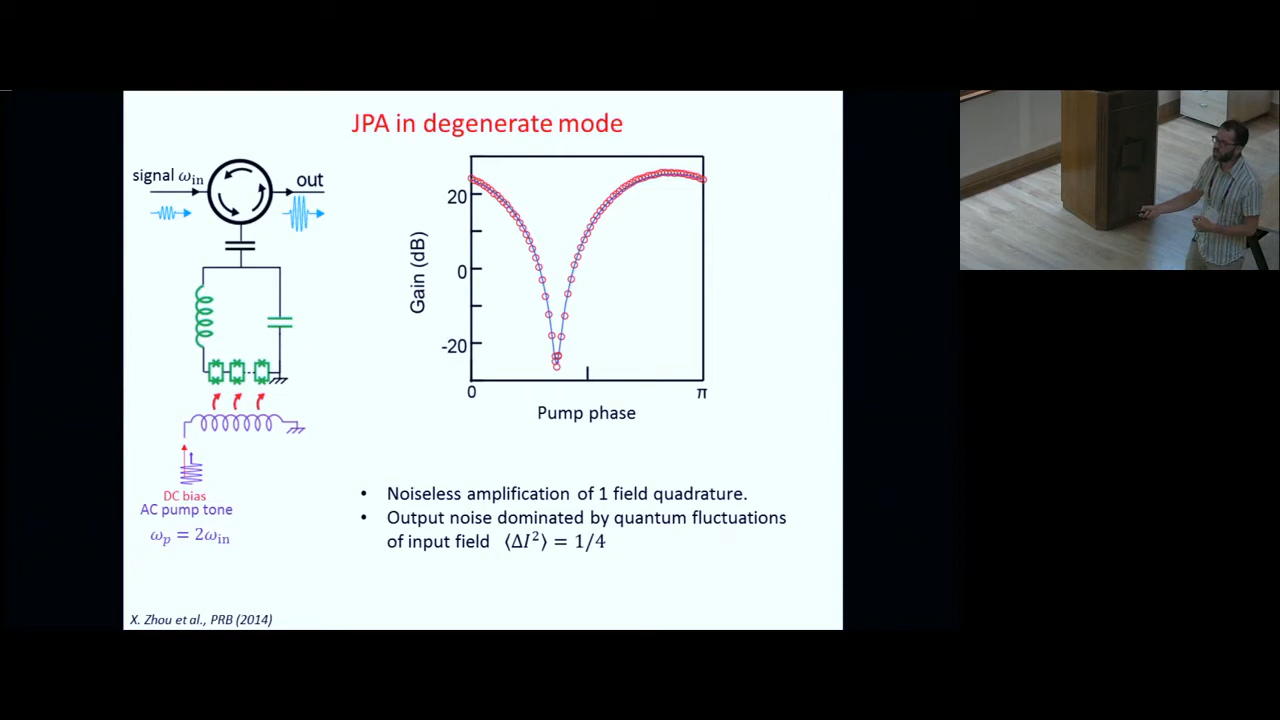 JPA in degenerate mode
signal ω_in
out
20
0
-20
Gain (dB)
0
π
Pump phase
DC bias
AC pump tone
ω_p = 2ω_in
• Noiseless amplification of 1 field quadrature.
• Output noise dominated by quantum fluctuations
of input field ⟨ΔI²⟩ = 1/4
X. Zhou et al., PRB (2014)